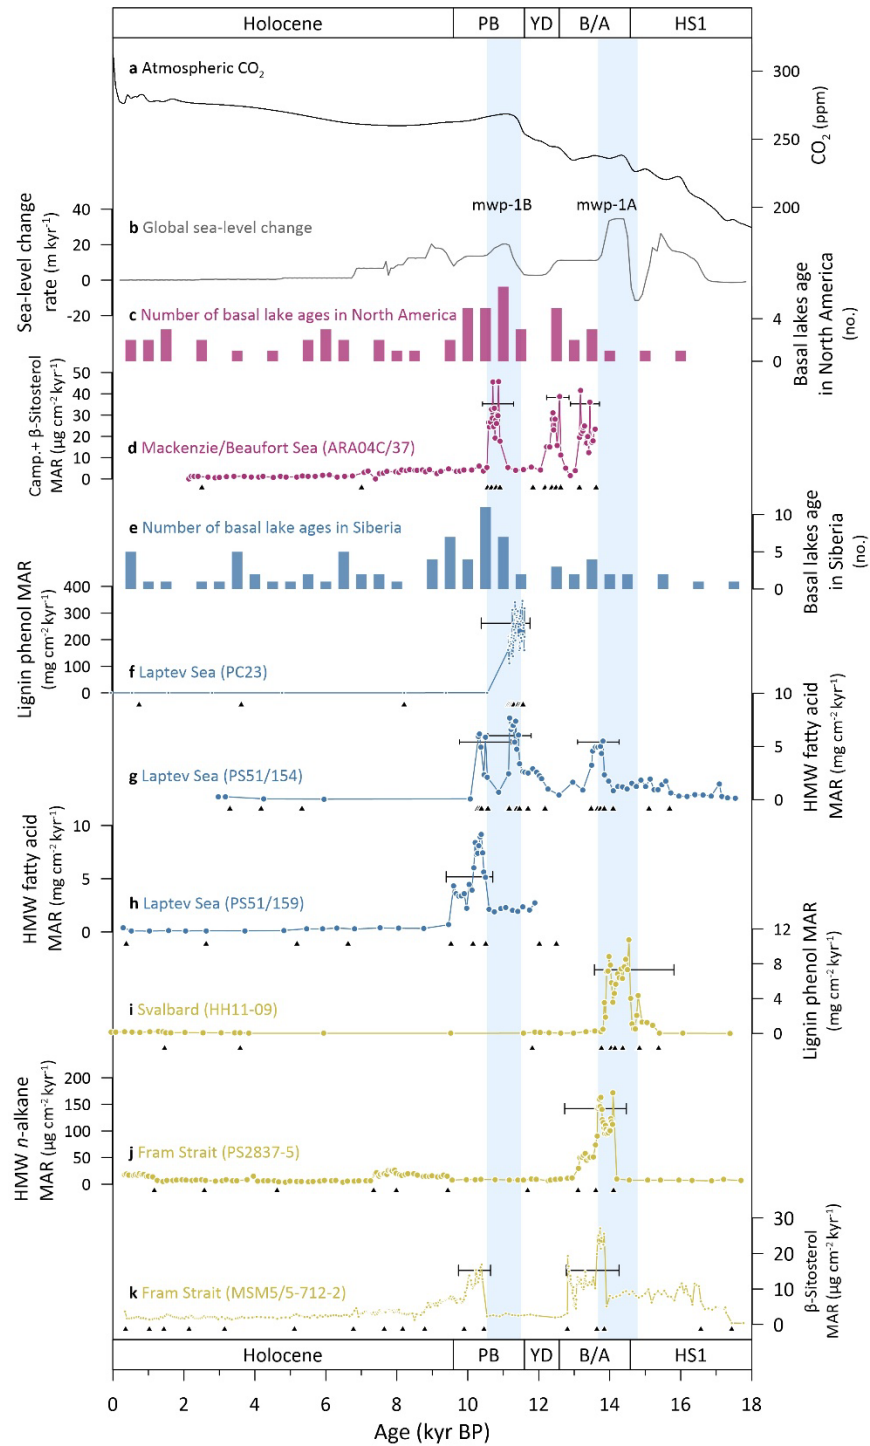 Holocene PB YD B/A HS1
a Atmospheric CO₂
300
250
200
CO₂ (ppm)
mwp-1B mwp-1A
40
20
0
-20
Sea-level change
rate (m kyr⁻¹)
b Global sea-level change
c Number of basal lake ages in North America
4
0
Basal lakes age
in North America
(no.)
50
40
30
20
10
0
Camp.+ β-Sitosterol
MAR (µg cm⁻² kyr⁻¹)
d Mackenzie/Beaufort Sea (ARA04C/37)
e Number of basal lake ages in Siberia
10
5
0
Basal lakes age
in Siberia
(no.)
400
300
200
100
0
Lignin phenol MAR
(mg cm⁻² kyr⁻¹)
f Laptev Sea (PC23)
10
5
0
HMW fatty acid
MAR (mg cm⁻² kyr⁻¹)
g Laptev Sea (PS51/154)
10
5
0
HMW fatty acid
MAR (mg cm⁻² kyr⁻¹)
h Laptev Sea (PS51/159)
12
8
4
0
Lignin phenol MAR
(mg cm⁻² kyr⁻¹)
i Svalbard (HH11-09)
200
150
100
50
0
HMW n-alkane
MAR (µg cm⁻² kyr⁻¹)
j Fram Strait (PS2837-5)
30
20
10
0
β-Sitosterol
MAR (µg cm⁻² kyr⁻¹)
k Fram Strait (MSM5/5-712-2)
Holocene PB YD B/A HS1
0 2 4 6 8 10 12 14 16 18
Age (kyr BP)